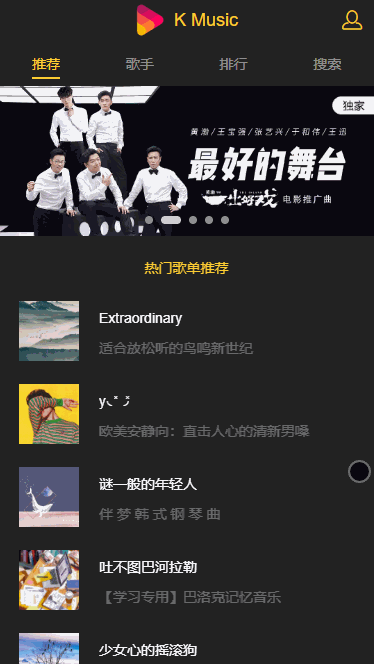 K Music
推荐 歌手 排行 搜索
独家
黄渤/王宝强/张艺兴/于和伟/王迅
最好的舞台
一出好戏 电影推广曲
热门歌单推荐
Extraordinary
适合放松听的鸟鸣新世纪
y◟˟ ˟◞̑̑
欧美安静向：直击人心的清新男嗓
谜一般的年轻人
伴 梦 韩 式 钢 琴 曲
吐不图巴河拉勒
【学习专用】巴洛克记忆音乐
少女心的摇滚狗